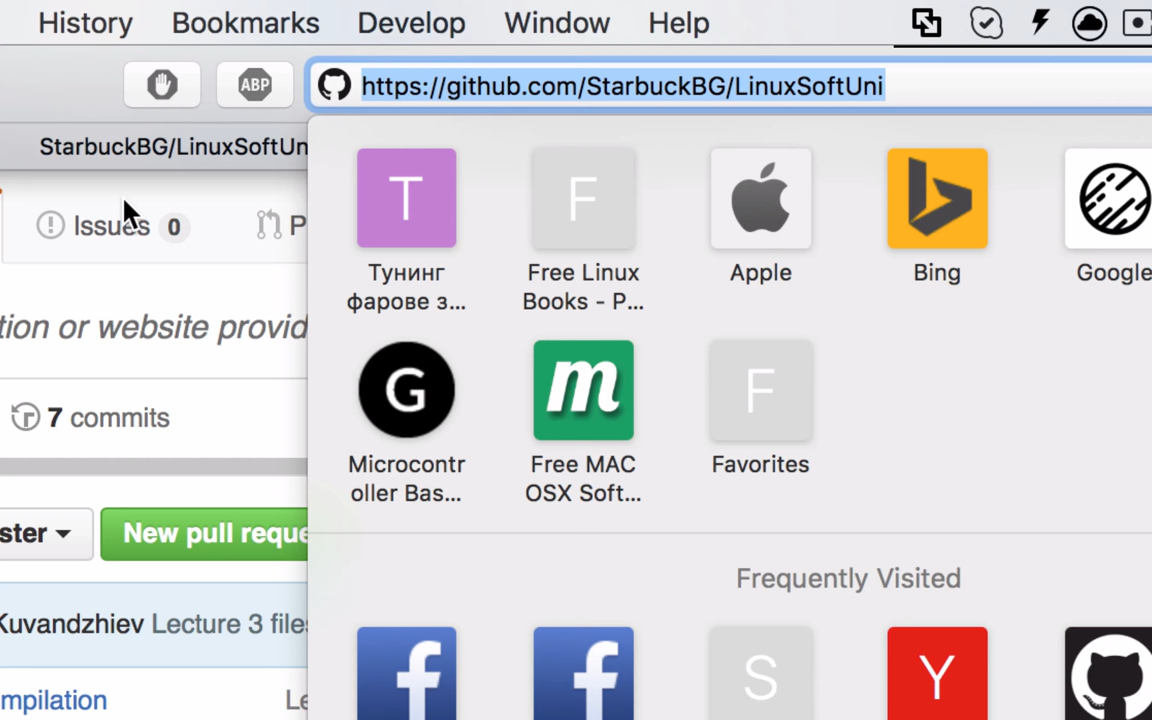 History Bookmarks Develop Window Help
ABP https://github.com/StarbuckBG/LinuxSoftUni
StarbuckBG/LinuxSoftUn
Issues 0 P
tion or website provid
7 commits
ster New pull reque
Kuvandzhiev Lecture 3 file
mpilation Le
T F
Тунинг
фарове з...
Free Linux
Books - P...
Apple
Bing
Google
G m F
Microcontr
oller Bas...
Free MAC
OSX Soft...
Favorites
Frequently Visited
f f S Y